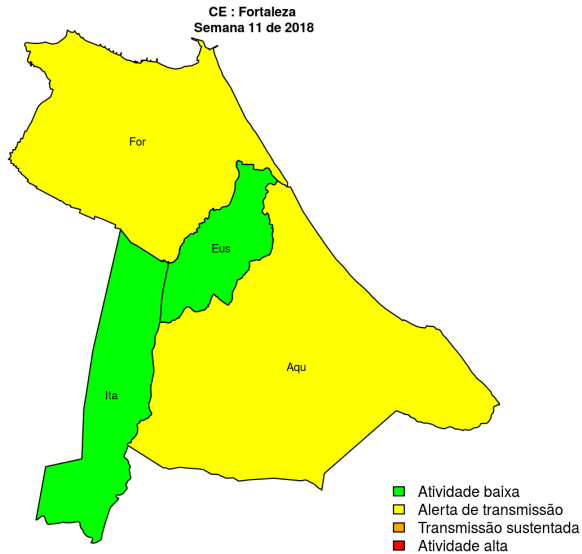 CE : Fortaleza
Semana 11 de 2018
For
Eus
Aqu
Ita
Atividade baixa
Alerta de transmissão
Transmissão sustentada
Atividade alta